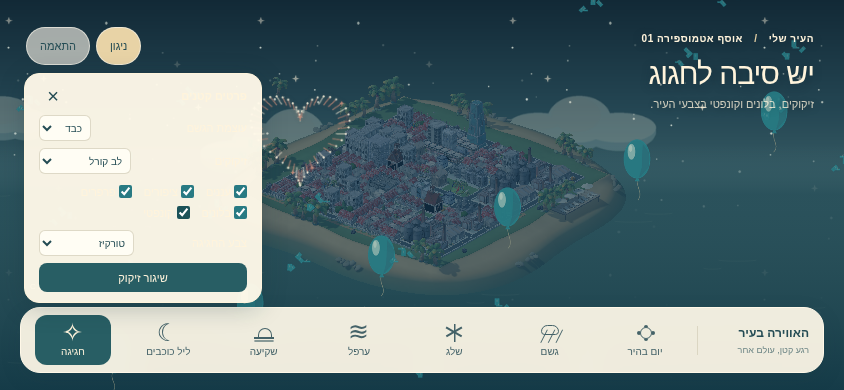 העיר שלי / אוסף אטמוספירה 01
יש סיבה לחגוג
זיקוקים, בלונים וקונפטי בצבעי העיר.
ניגון
התאמה
×
כבד
לב קורל
טורקיז
שיגור זיקוק
האווירה בעיר
רגע קטן, עולם אחר
יום בהיר
גשם
שלג
ערפל
שקיעה
ליל כוכבים
חגיגה